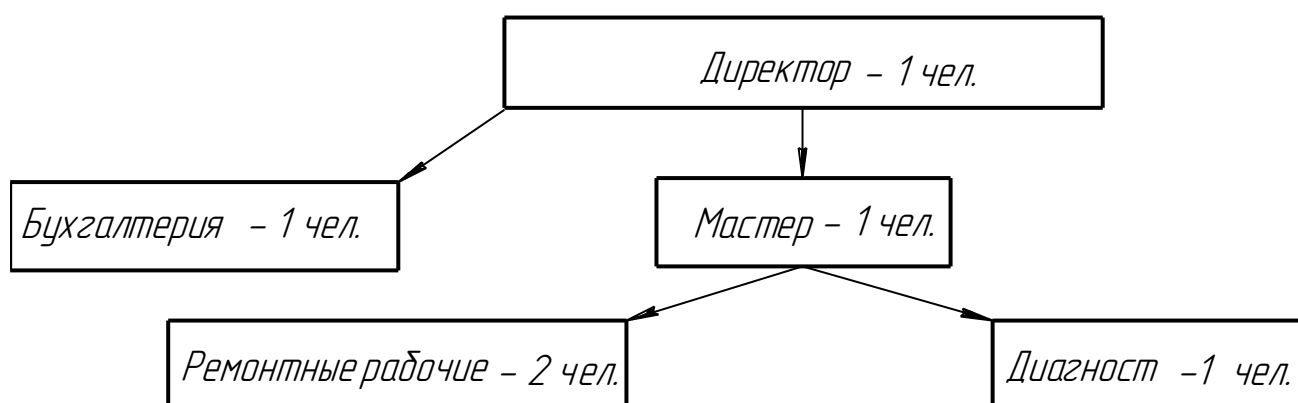 Директор – 1 чел.
Бухгалтерия – 1 чел.
Мастер – 1 чел.
Ремонтные рабочие – 2 чел.
Диагност –1 чел.